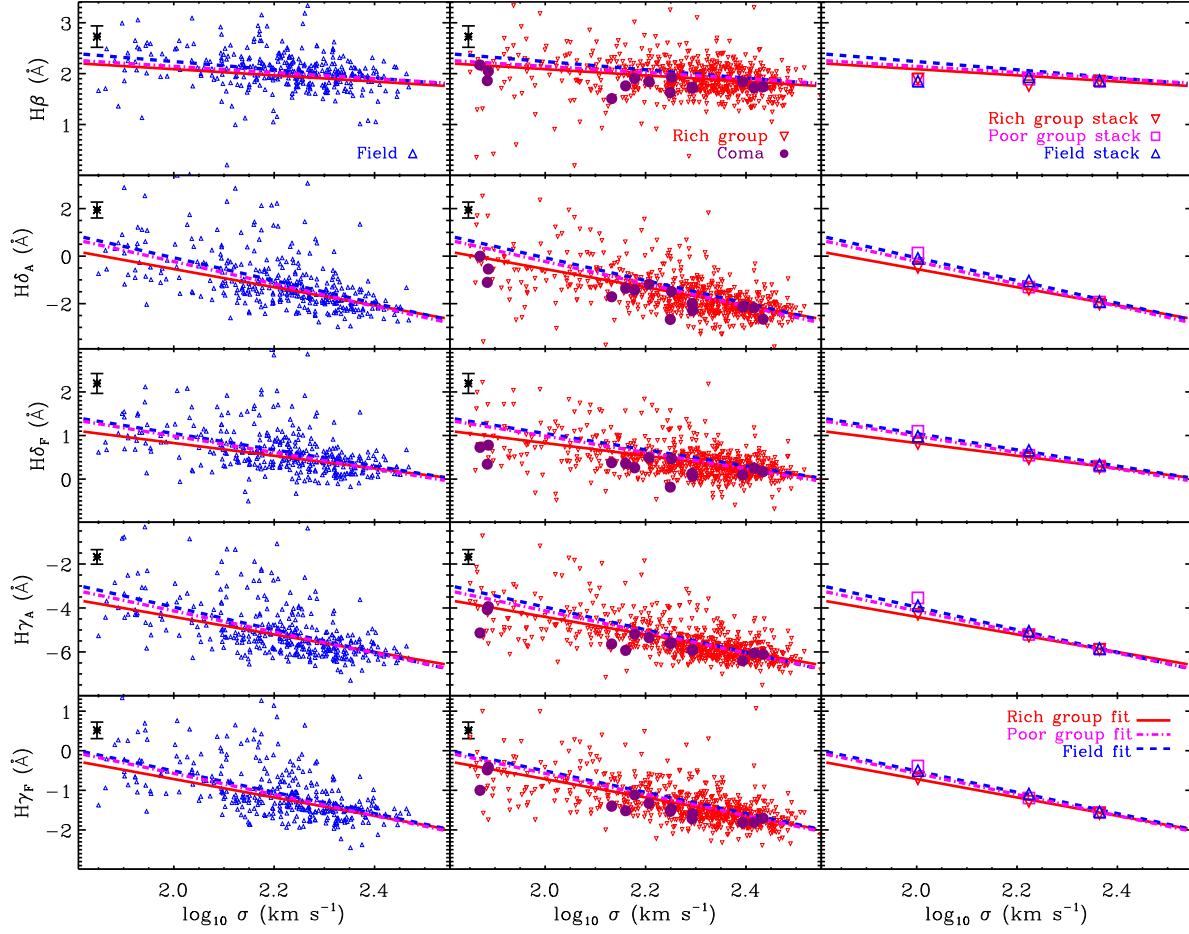 3
2
1
Hβ (Å)
Field
Rich group
Coma
Rich group stack
Poor group stack
Field stack
2
0
−2
Hδ_A (Å)
2
1
0
Hδ_F (Å)
−2
−4
−6
Hγ_A (Å)
1
0
−1
−2
Hγ_F (Å)
Rich group fit
Poor group fit
Field fit
2.0 2.2 2.4
2.0 2.2 2.4
2.0 2.2 2.4
log₁₀ σ (km s⁻¹)
log₁₀ σ (km s⁻¹)
log₁₀ σ (km s⁻¹)